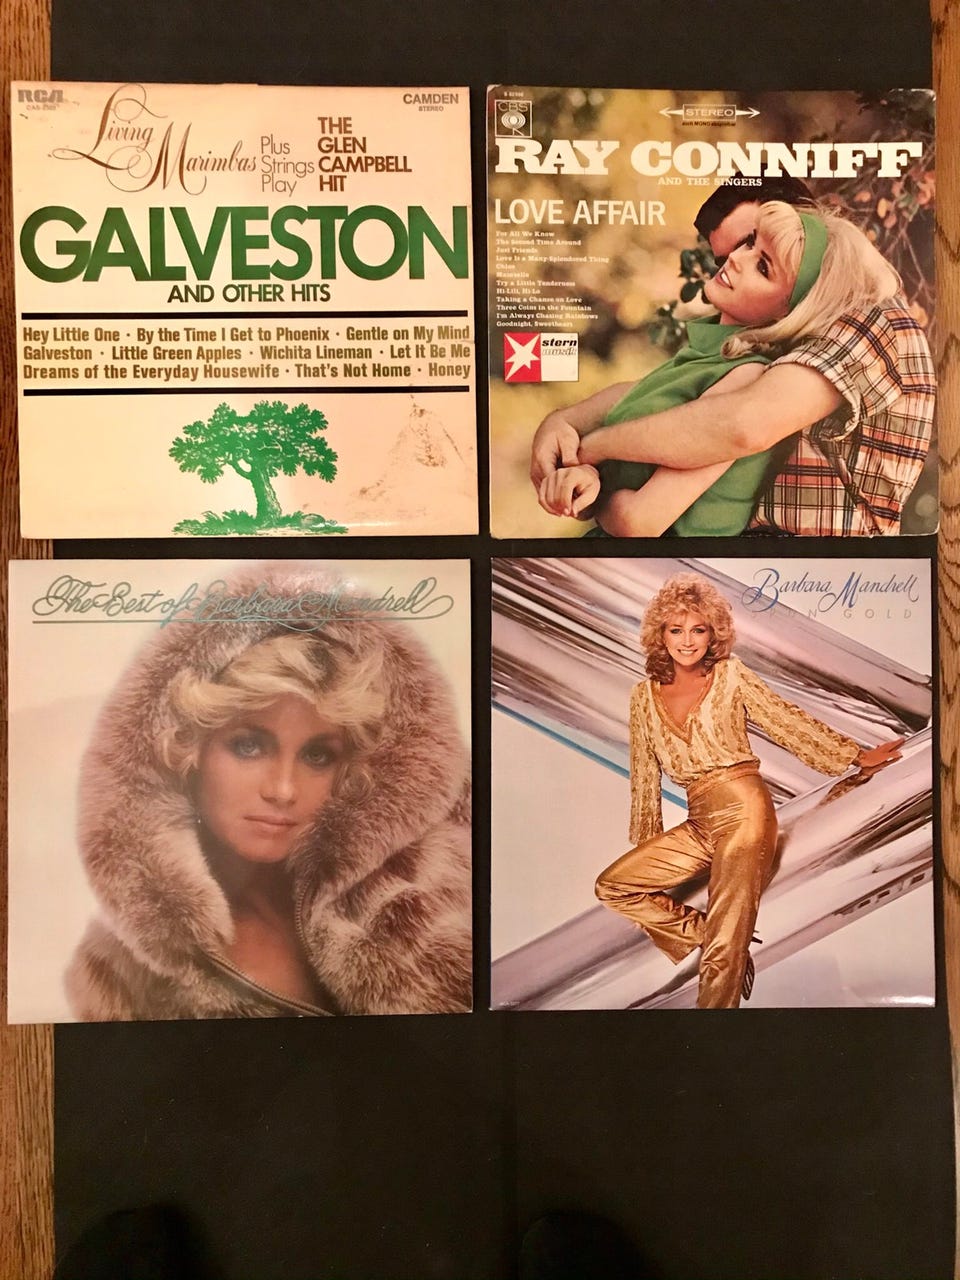 RCA
CAMDEN
STEREO
Living Marimbas
Plus
Strings
Play
THE
GLEN
CAMPBELL
HIT
GALVESTON
AND OTHER HITS
Hey Little One · By the Time I Get to Phoenix · Gentle on My Mind
Galveston · Little Green Apples · Wichita Lineman · Let It Be Me
Dreams of the Everyday Housewife · That's Not Home · Honey
CBS
STEREO
RAY CONNIFF
AND THE SINGERS
LOVE AFFAIR
For All We Know
The Second Time Around
Just Friends
Love Is a Many-Splendored Thing
Chloe
Try a Little Tenderness
Hi-Lili, Hi-Lo
Taking a Chance on Love
Three Coins in the Fountain
I'm Always Chasing Rainbows
Goodnight, Sweetheart
stern
musik
The Best of Barbara Mandrell
Barbara Mandrell
GOLD